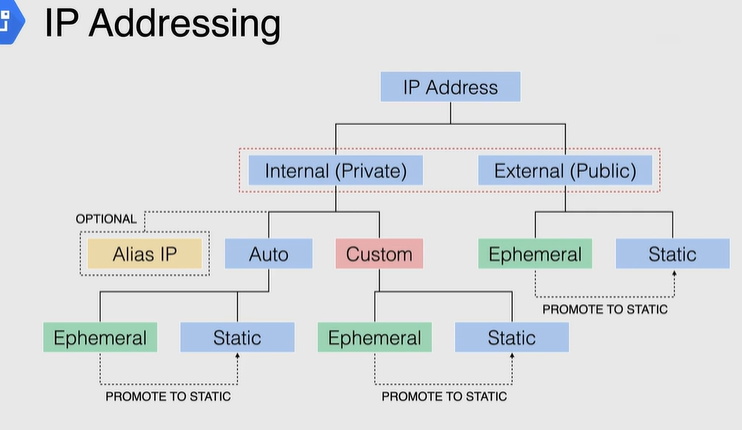 IP Addressing
IP Address
Internal (Private)
External (Public)
OPTIONAL
Alias IP
Auto
Custom
Ephemeral
Static
PROMOTE TO STATIC
Ephemeral
Static
Ephemeral
Static
PROMOTE TO STATIC
PROMOTE TO STATIC